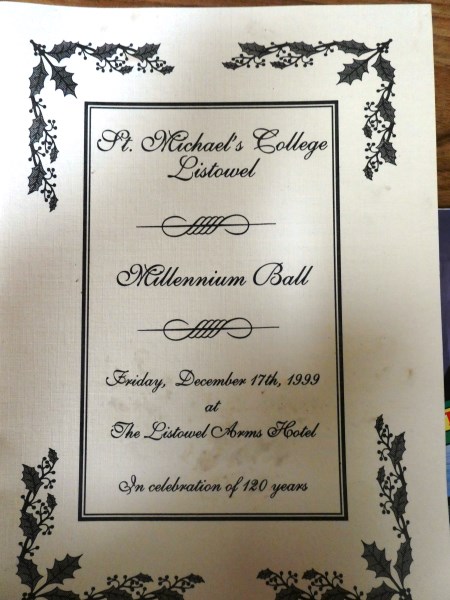 St. Michael's College
Listowel
Millennium Ball
Friday, December 17th, 1999
at
The Listowel Arms Hotel
In celebration of 120 years